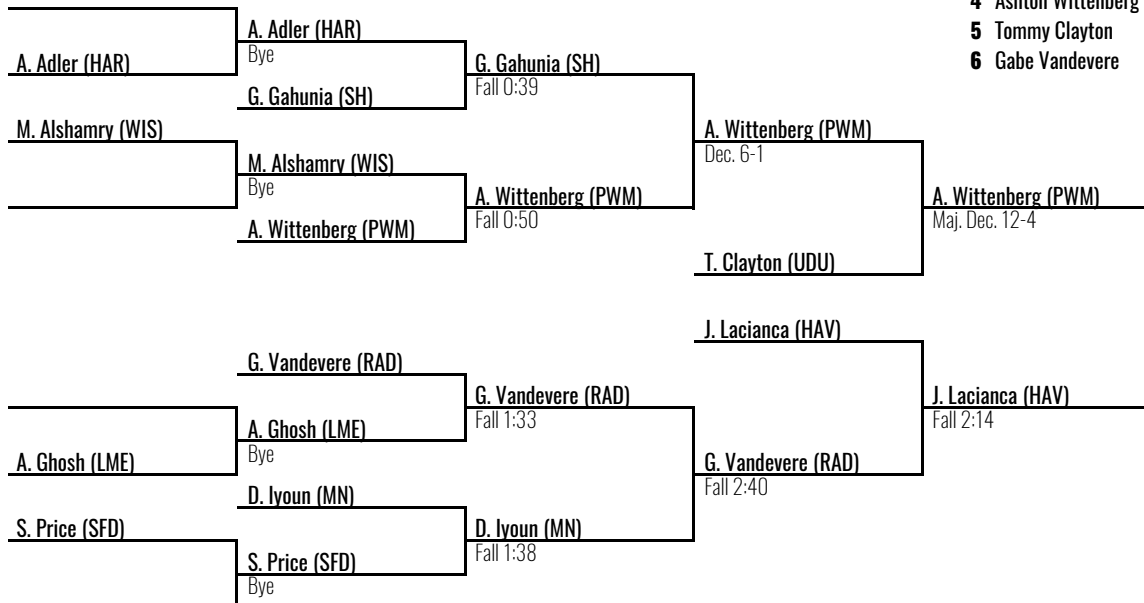 4 Ashton Wittenberg
5 Tommy Clayton
6 Gabe Vandevere
A. Adler (HAR)
A. Adler (HAR)
Bye
G. Gahunia (SH)
G. Gahunia (SH)
Fall 0:39
M. Alshamry (WIS)
M. Alshamry (WIS)
Bye
A. Wittenberg (PWM)
A. Wittenberg (PWM)
Fall 0:50
A. Wittenberg (PWM)
Dec. 6-1
T. Clayton (UDU)
A. Wittenberg (PWM)
Maj. Dec. 12-4
J. Lacianca (HAV)
G. Vandevere (RAD)
A. Ghosh (LME)
A. Ghosh (LME)
Bye
G. Vandevere (RAD)
Fall 1:33
D. Iyoun (MN)
S. Price (SFD)
S. Price (SFD)
Bye
D. Iyoun (MN)
Fall 1:38
G. Vandevere (RAD)
Fall 2:40
J. Lacianca (HAV)
Fall 2:14